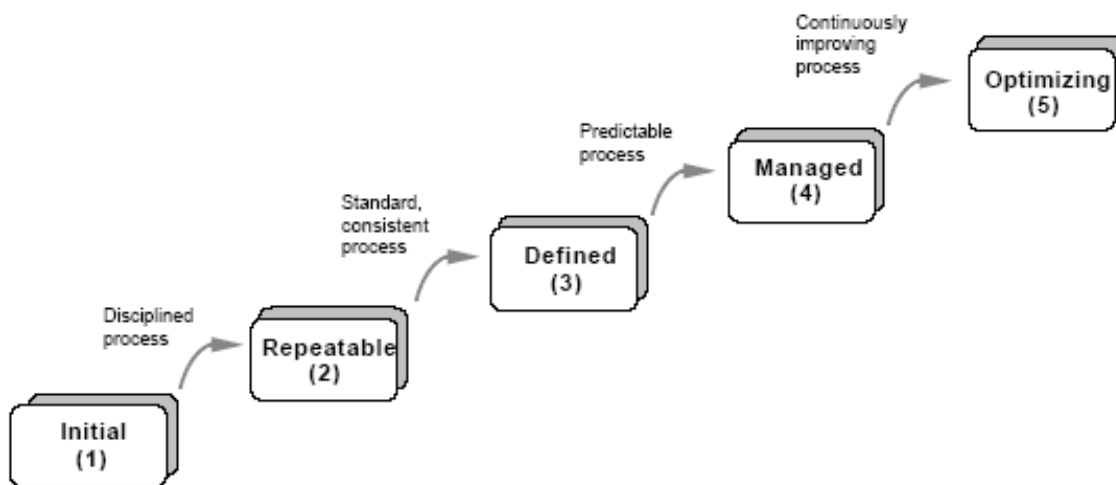 Continuously
improving
process
Optimizing
(5)
Predictable
process
Managed
(4)
Standard,
consistent
process
Defined
(3)
Disciplined
process
Repeatable
(2)
Initial
(1)